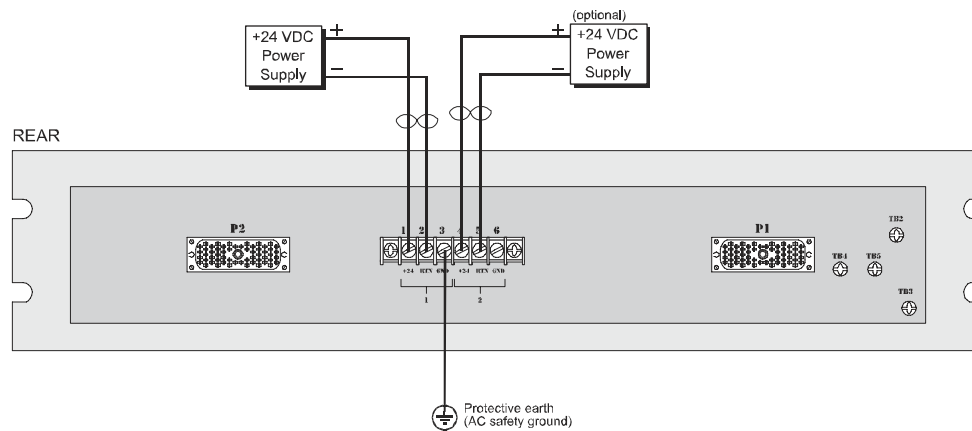 +24 VDC
Power
Supply
+
−
(optional)
+24 VDC
Power
Supply
+
−
REAR
P2
1 2 3 4 5 6
+24 RTN GND +24 RTN GND
1 2
P1
TB2
TB4 TB5
TB3
Protective earth
(AC safety ground)